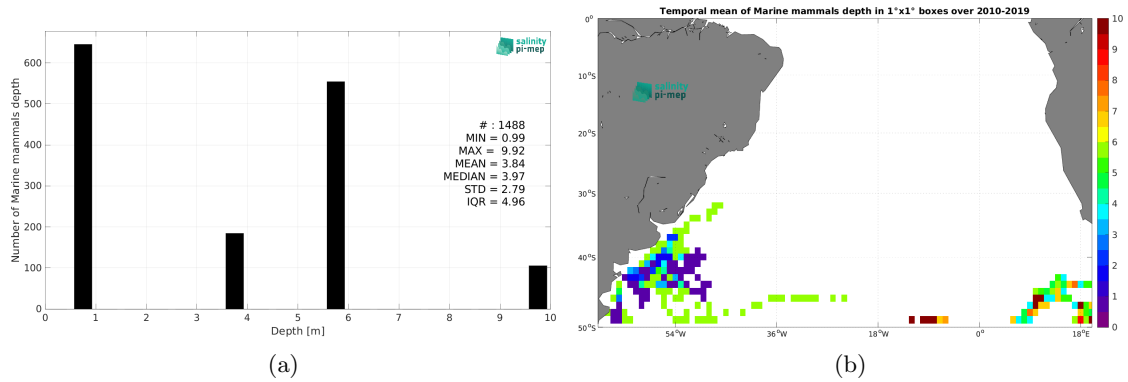 salinity
pi-mep
# : 1488
MIN = 0.99
MAX = 9.92
MEAN = 3.84
MEDIAN = 3.97
STD = 2.79
IQR = 4.96
Number of Marine mammals depth
600
500
400
300
200
100
0
0 1 2 3 4 5 6 7 8 9 10
Depth [m]
(a)
Temporal mean of Marine mammals depth in 1°x1° boxes over 2010-2019
salinity
pi-mep
0°
10°S
20°S
30°S
40°S
50°S
54°W 36°W 18°W 0° 18°E
10
9
8
7
6
5
4
3
2
1
0
(b)